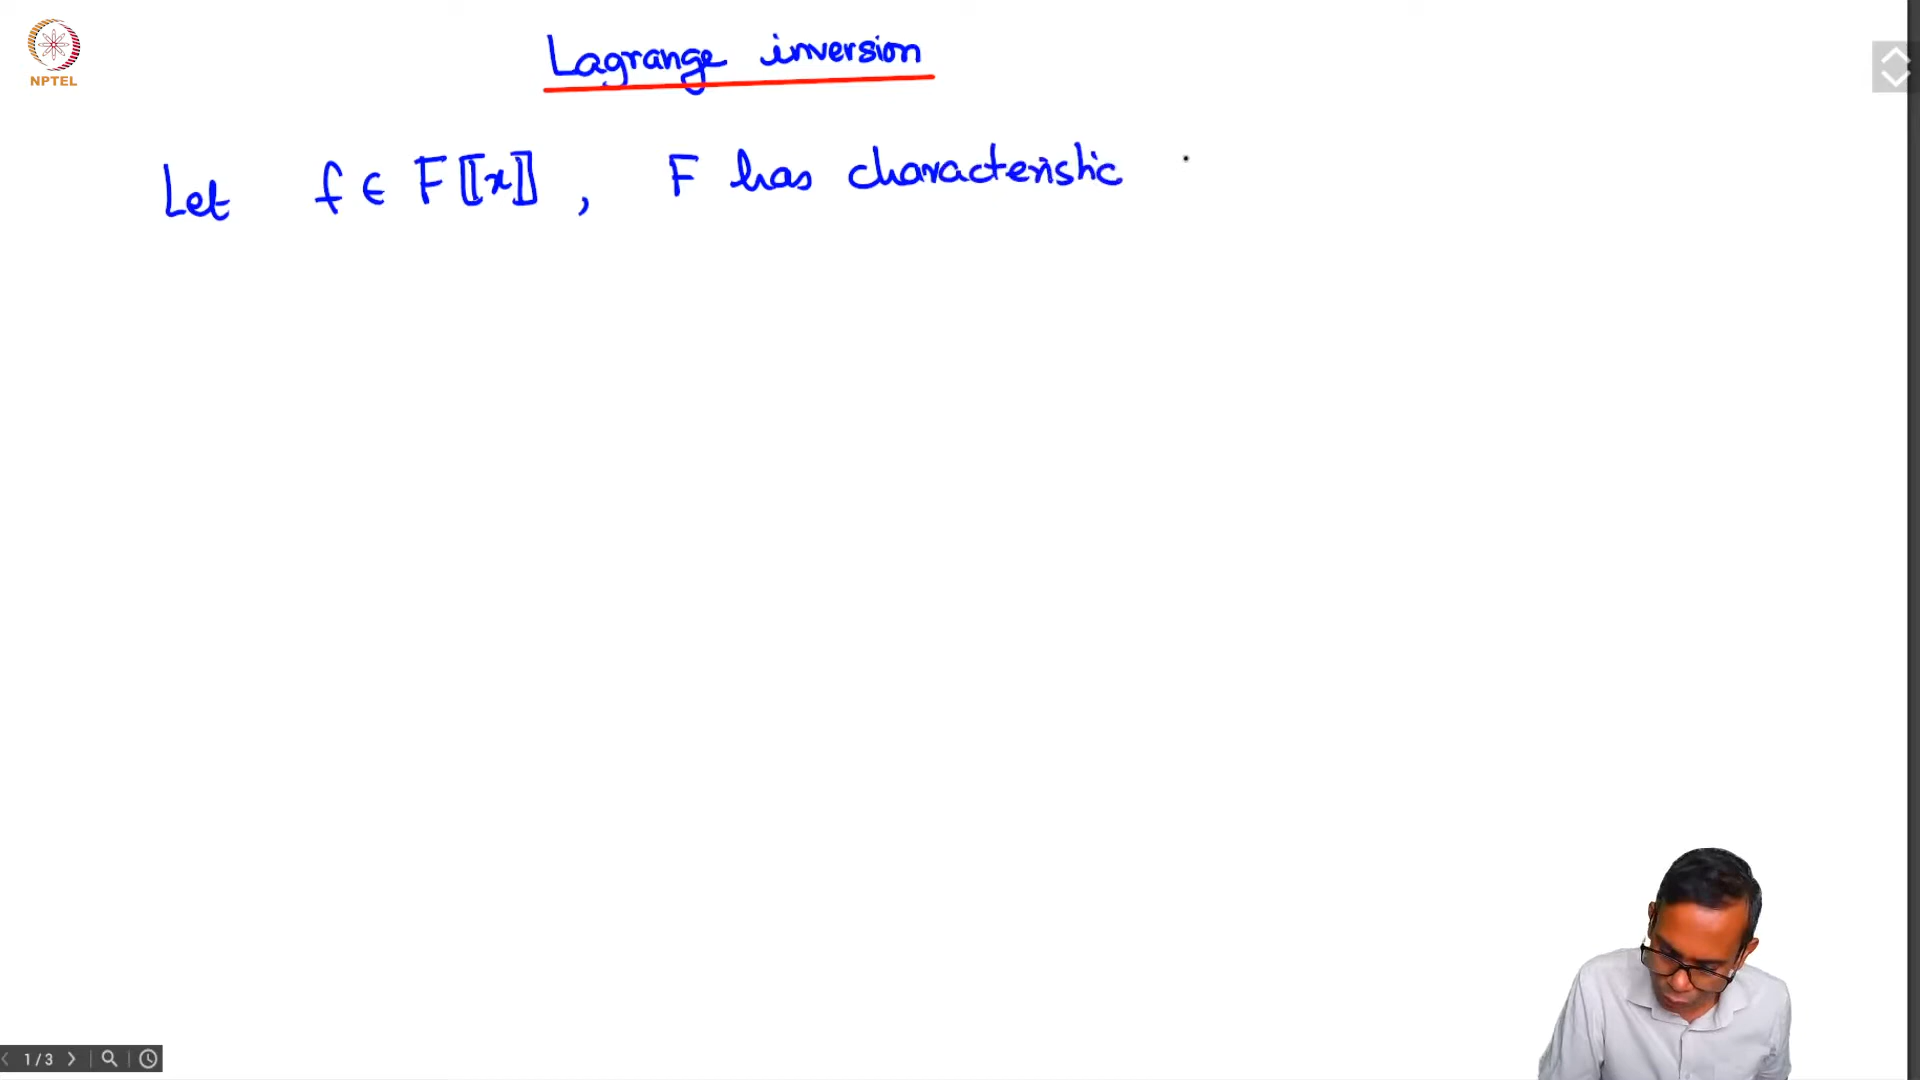 NPTEL
Lagrange inversion
Let f ∈ F⟦x⟧ , F has characteristic
1 / 3